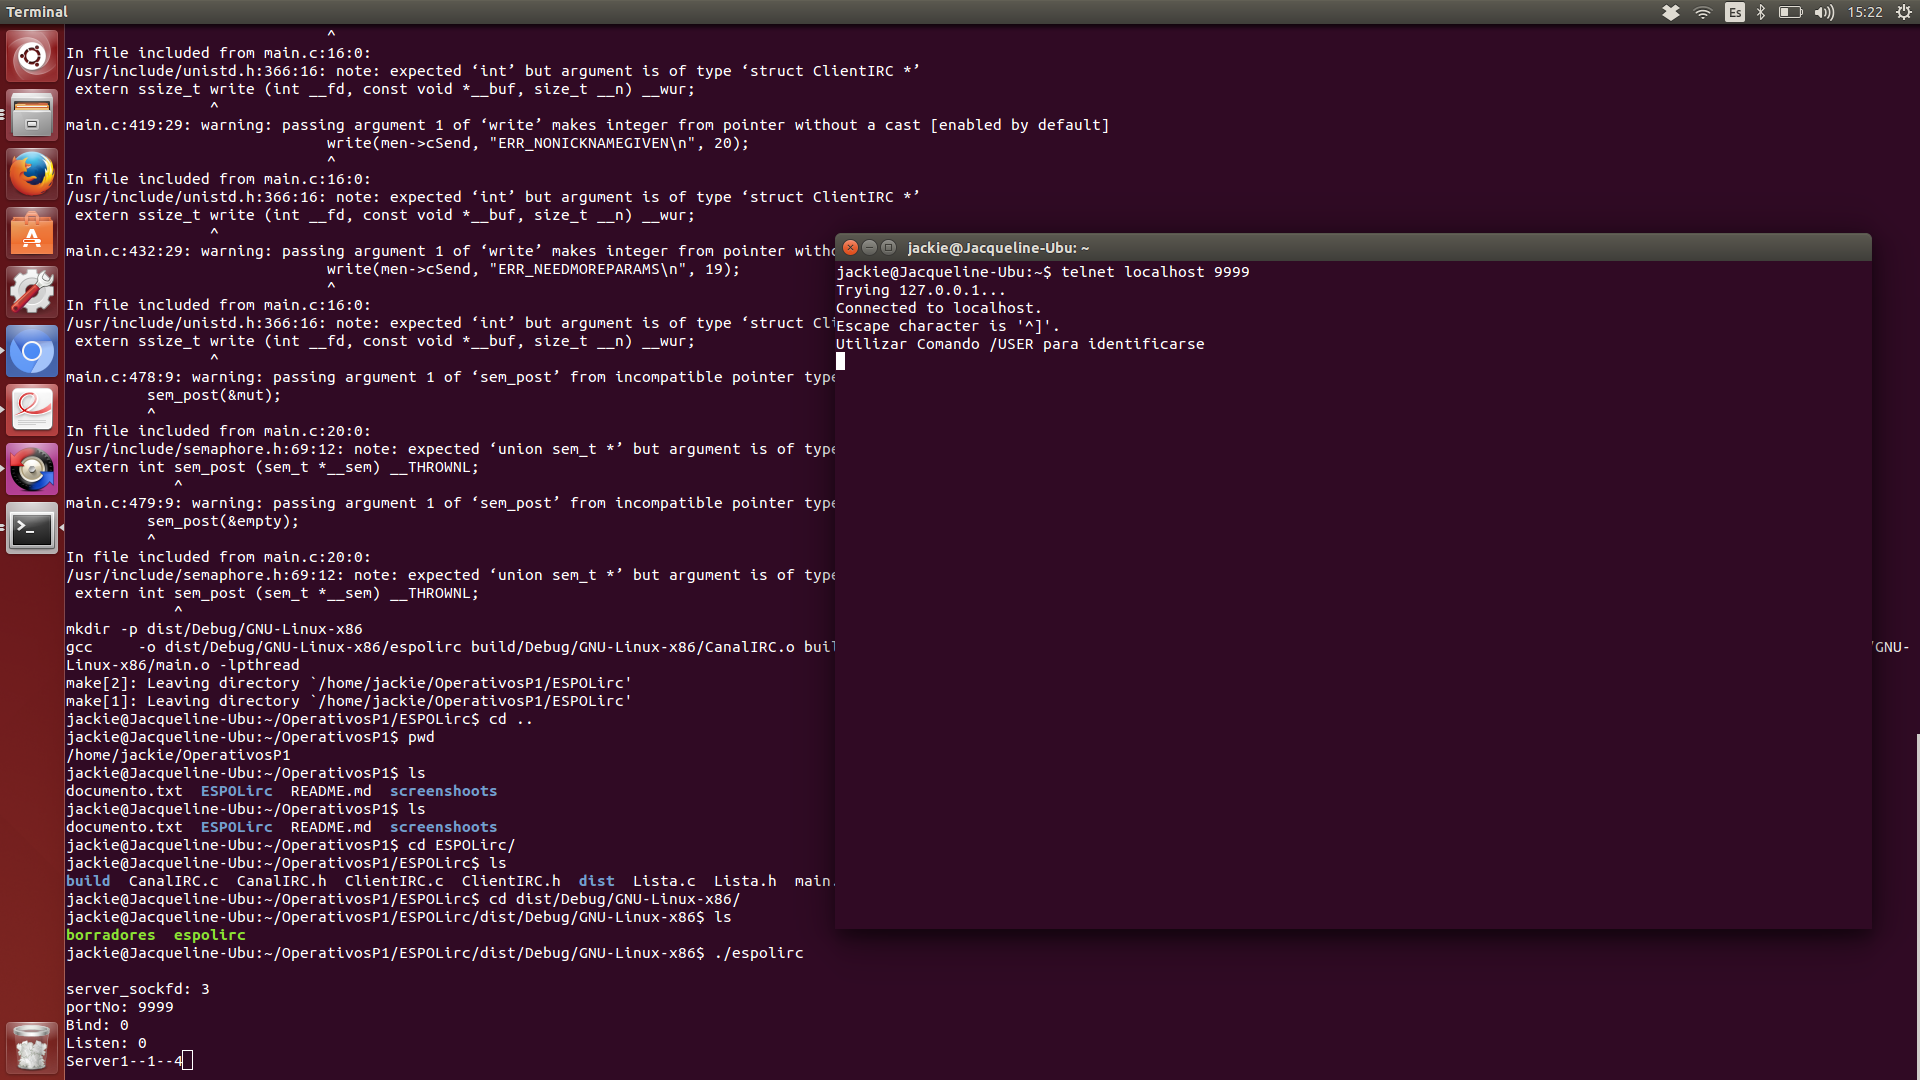 Terminal
Es
15:22
^
In file included from main.c:16:0:
/usr/include/unistd.h:366:16: note: expected ‘int’ but argument is of type ‘struct ClientIRC *’
 extern ssize_t write (int __fd, const void *__buf, size_t __n) __wur;
^
main.c:419:29: warning: passing argument 1 of ‘write’ makes integer from pointer without a cast [enabled by default]
write(men->cSend, "ERR_NONICKNAMEGIVEN\n", 20);
^
In file included from main.c:16:0:
/usr/include/unistd.h:366:16: note: expected ‘int’ but argument is of type ‘struct ClientIRC *’
 extern ssize_t write (int __fd, const void *__buf, size_t __n) __wur;
^
main.c:432:29: warning: passing argument 1 of ‘write’ makes integer from pointer witho
write(men->cSend, "ERR_NEEDMOREPARAMS\n", 19);
^
In file included from main.c:16:0:
/usr/include/unistd.h:366:16: note: expected ‘int’ but argument is of type ‘struct Cli
 extern ssize_t write (int __fd, const void *__buf, size_t __n) __wur;
^
main.c:478:9: warning: passing argument 1 of ‘sem_post’ from incompatible pointer type
sem_post(&mut);
^
In file included from main.c:20:0:
/usr/include/semaphore.h:69:12: note: expected ‘union sem_t *’ but argument is of type
 extern int sem_post (sem_t *__sem) __THROWNL;
^
main.c:479:9: warning: passing argument 1 of ‘sem_post’ from incompatible pointer type
sem_post(&empty);
^
In file included from main.c:20:0:
/usr/include/semaphore.h:69:12: note: expected ‘union sem_t *’ but argument is of type
 extern int sem_post (sem_t *__sem) __THROWNL;
^
mkdir -p dist/Debug/GNU-Linux-x86
gcc     -o dist/Debug/GNU-Linux-x86/espolirc build/Debug/GNU-Linux-x86/CanalIRC.o buil /GNU-
Linux-x86/main.o -lpthread
make[2]: Leaving directory `/home/jackie/OperativosP1/ESPOLirc'
make[1]: Leaving directory `/home/jackie/OperativosP1/ESPOLirc'
jackie@Jacqueline-Ubu:~/OperativosP1/ESPOLirc$ cd ..
jackie@Jacqueline-Ubu:~/OperativosP1$ pwd
/home/jackie/OperativosP1
jackie@Jacqueline-Ubu:~/OperativosP1$ ls
documento.txt  ESPOLirc  README.md  screenshoots
jackie@Jacqueline-Ubu:~/OperativosP1$ ls
documento.txt  ESPOLirc  README.md  screenshoots
jackie@Jacqueline-Ubu:~/OperativosP1$ cd ESPOLirc/
jackie@Jacqueline-Ubu:~/OperativosP1/ESPOLirc$ ls
build  CanalIRC.c  CanalIRC.h  ClientIRC.c  ClientIRC.h  dist  Lista.c  Lista.h  main.
jackie@Jacqueline-Ubu:~/OperativosP1/ESPOLirc$ cd dist/Debug/GNU-Linux-x86/
jackie@Jacqueline-Ubu:~/OperativosP1/ESPOLirc/dist/Debug/GNU-Linux-x86$ ls
borradores  espolirc
jackie@Jacqueline-Ubu:~/OperativosP1/ESPOLirc/dist/Debug/GNU-Linux-x86$ ./espolirc
server_sockfd: 3
portNo: 9999
Bind: 0
Listen: 0
Server1--1--4
jackie@Jacqueline-Ubu: ~
jackie@Jacqueline-Ubu:~$ telnet localhost 9999
Trying 127.0.0.1...
Connected to localhost.
Escape character is '^]'.
Utilizar Comando /USER para identificarse